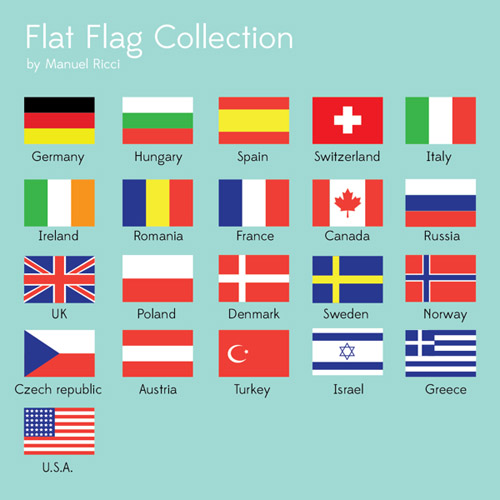 Flat Flag Collection
by Manuel Ricci
Germany Hungary Spain Switzerland Italy
Ireland Romania France Canada Russia
UK Poland Denmark Sweden Norway
Czech republic Austria Turkey Israel Greece
U.S.A.